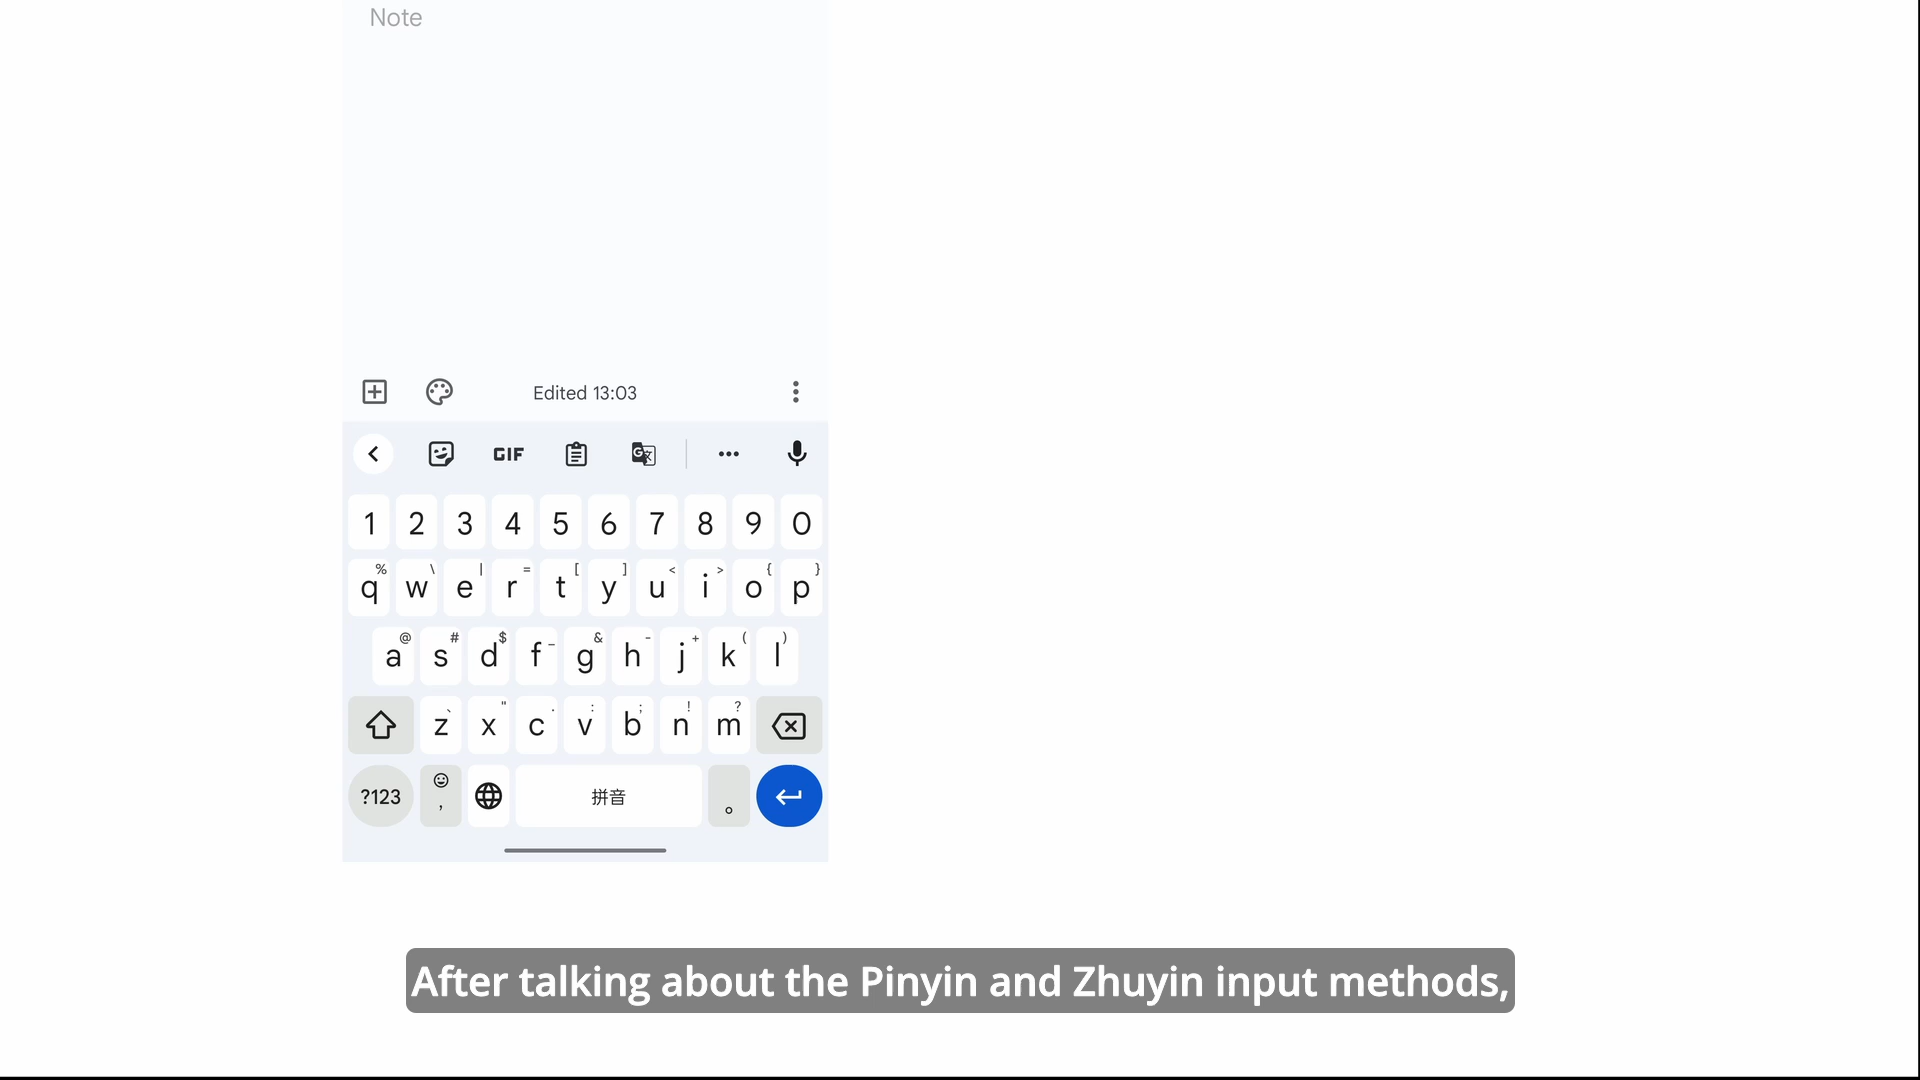 Note
Edited 13:03
GIF
1 2 3 4 5 6 7 8 9 0
% \ | = [ ] < > { }
q w e r t y u i o p
@ # $ _ & - + ( )
a s d f g h j k l
` " ' : ; ! ?
z x c v b n m
?123 , 拼音 。
After talking about the Pinyin and Zhuyin input methods,